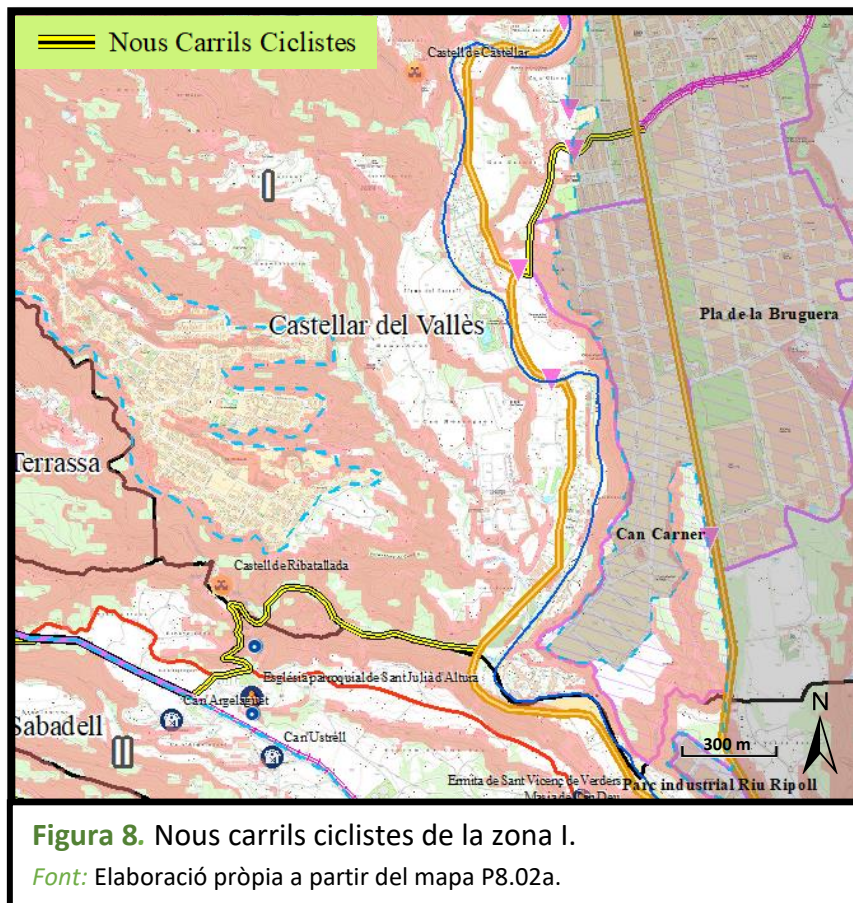 Nous Carrils Ciclistes
Castell de Castellar
I
Castellar del Vallès
Pla de la Bruguera
Terrassa
Can Carner
Castell de Ribatallada
Església parroquial de Sant Julià d'Altura
Can Argelaguet
Sabadell
Can Ustrell
II
N
300 m
Ermita de Sant Vicenç de Verders
Parc industrial Riu Ripoll
Figura 8. Nous carrils ciclistes de la zona I.
Font: Elaboració pròpia a partir del mapa P8.02a.